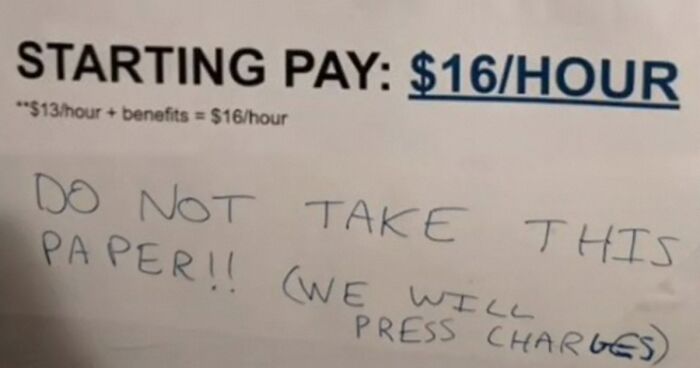 STARTING PAY: $16/HOUR
**$13/hour + benefits = $16/hour
DO NOT TAKE THIS
PAPER!! (WE WILL
PRESS CHARGES)